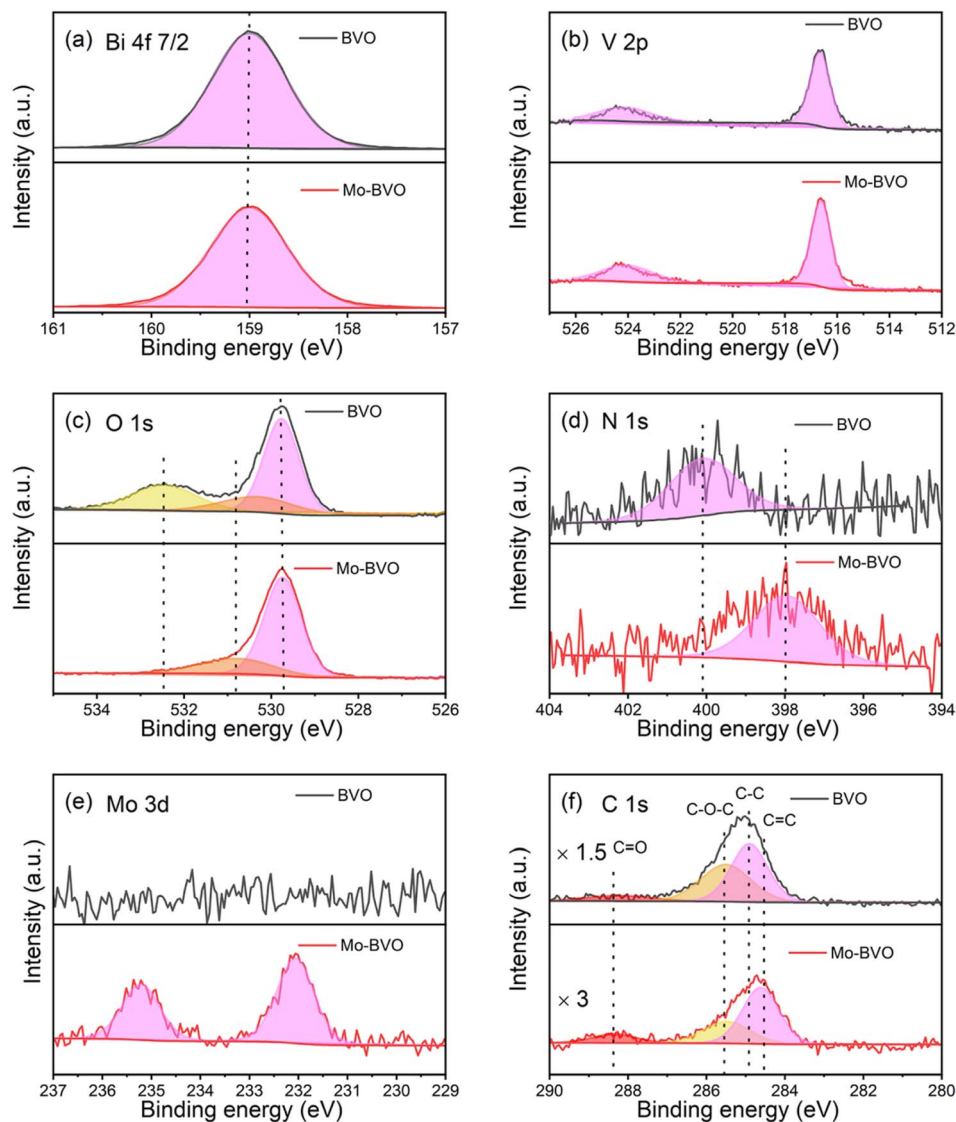 (a) Bi 4f 7/2
BVO
Mo-BVO
Intensity (a.u.)
161 160 159 158 157
Binding energy (eV)
(b) V 2p
BVO
Mo-BVO
Intensity (a.u.)
526 524 522 520 518 516 514 512
Binding energy (eV)
(c) O 1s
BVO
Mo-BVO
Intensity (a.u.)
534 532 530 528 526
Binding energy (eV)
(d) N 1s
BVO
Mo-BVO
Intensity (a.u.)
404 402 400 398 396 394
Binding energy (eV)
(e) Mo 3d
BVO
Mo-BVO
Intensity (a.u.)
237 236 235 234 233 232 231 230 229
Binding energy (eV)
(f) C 1s
BVO
C-C
C-O-C
C=C
× 1.5 C=O
Mo-BVO
× 3
Intensity (a.u.)
290 288 286 284 282 280
Binding energy (eV)